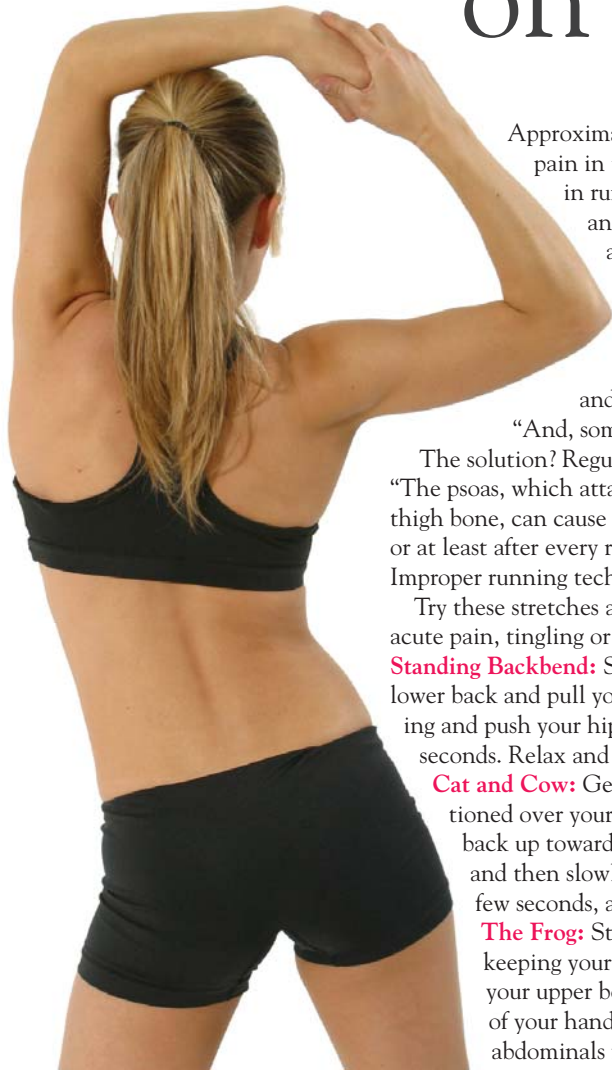 on
pain in
in ru
an
a
and
“And, som
The solution? Regu
“The psoas, which atta
thigh bone, can cause
or at least after every r
Improper running tech
Try these stretches a
acute pain, tingling or
Standing Backbend: S
lower back and pull yo
ing and push your hip
seconds. Relax and
Cat and Cow: Ge
tioned over your
back up toward
and then slowl
few seconds, a
The Frog: St
keeping your
your upper b
of your hand
abdominals